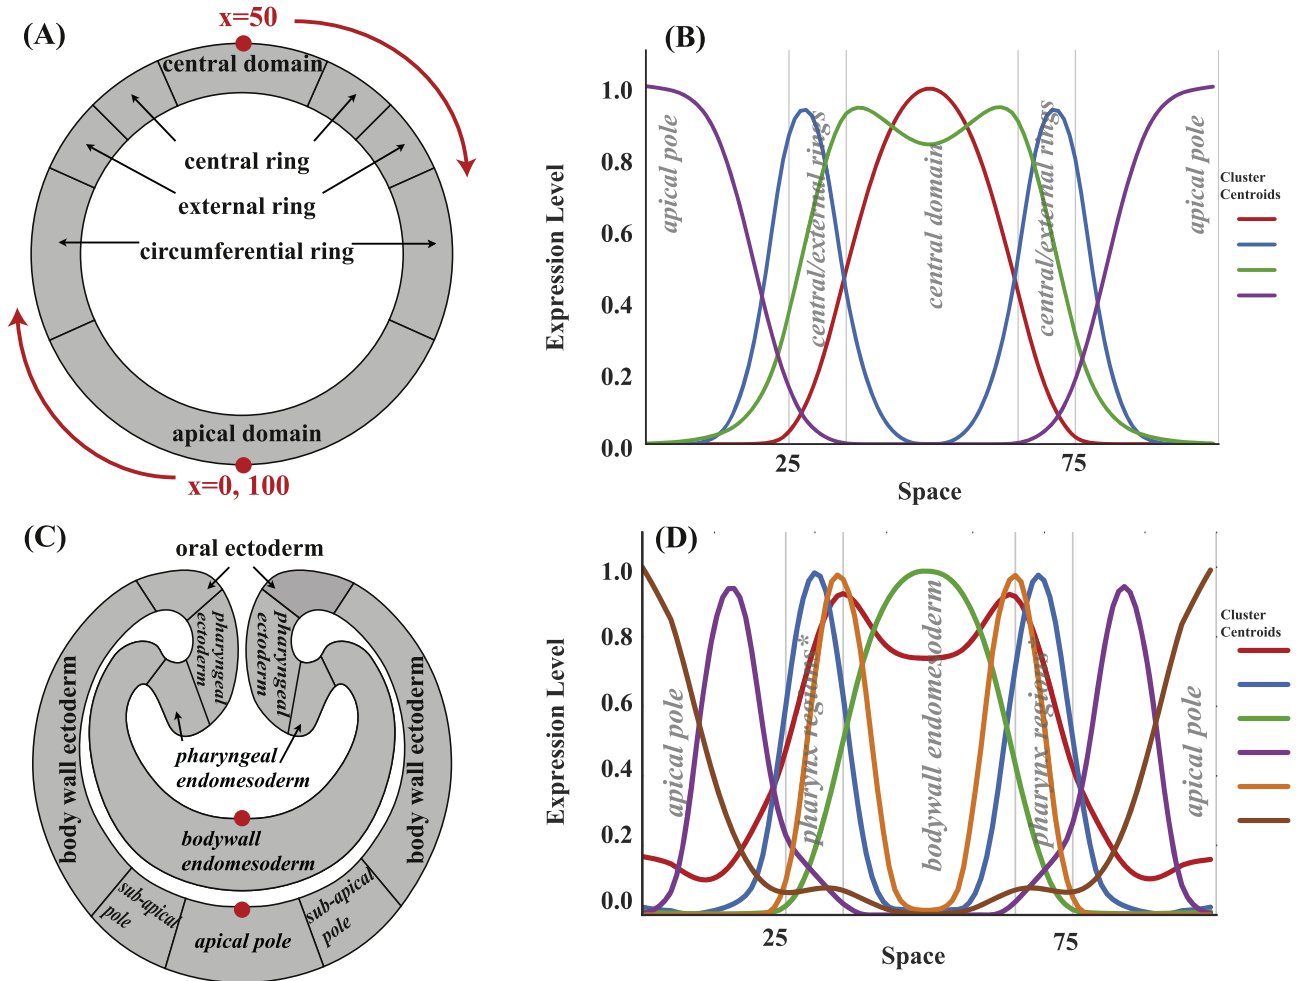 (A)
x=50
central domain
central ring
external ring
circumferential ring
apical domain
x=0, 100
(B)
Expression Level
1.0
0.8
0.6
0.4
0.2
0.0
apical pole
central/external rings
central domain
central/external rings
apical pole
25
75
Space
Cluster
Centroids
(C)
oral ectoderm
pharyngeal
ectoderm
pharyngeal
ectoderm
body wall ectoderm
body wall ectoderm
pharyngeal
endomesoderm
bodywall
endomesoderm
sub-apical
pole
apical pole
sub-apical
pole
(D)
Expression Level
1.0
0.8
0.6
0.4
0.2
0.0
apical pole
pharynx regions*
bodywall endomesoderm
pharynx regions*
apical pole
25
75
Space
Cluster
Centroids